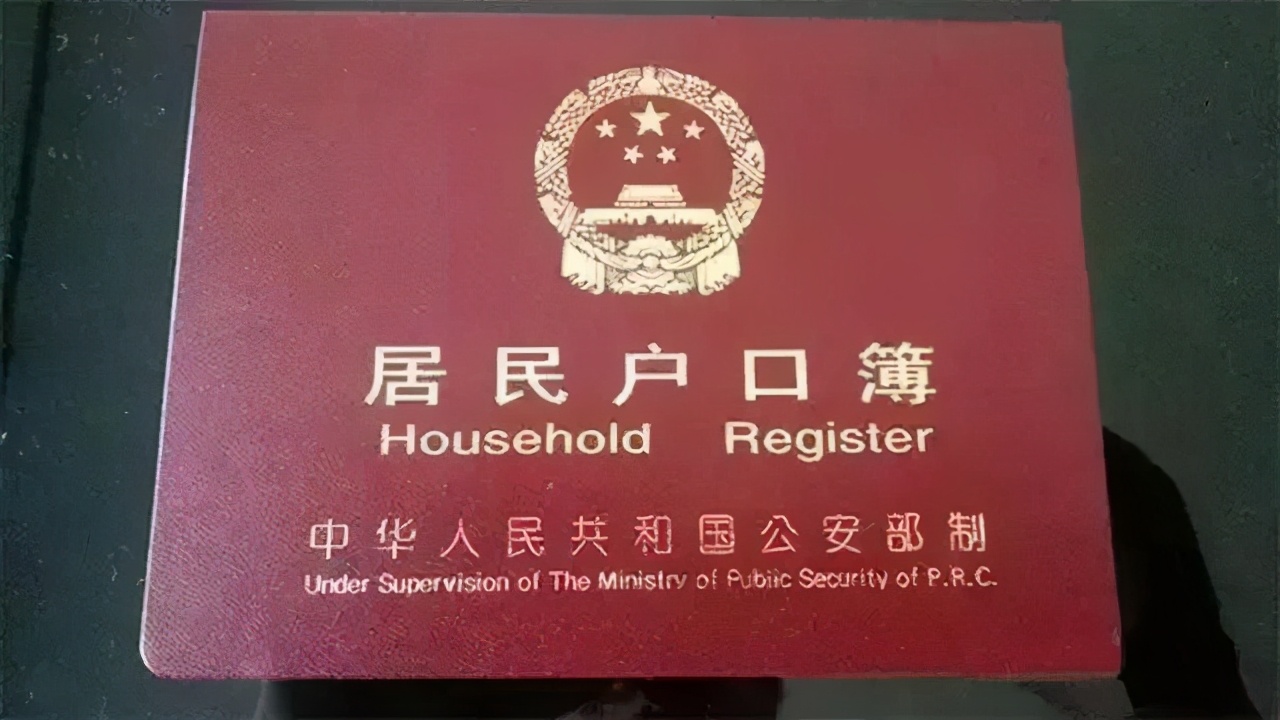 居民户口簿
Household Register
中华人民共和国公安部制
Under Supervision of The Ministry of Public Security of P.R.C.